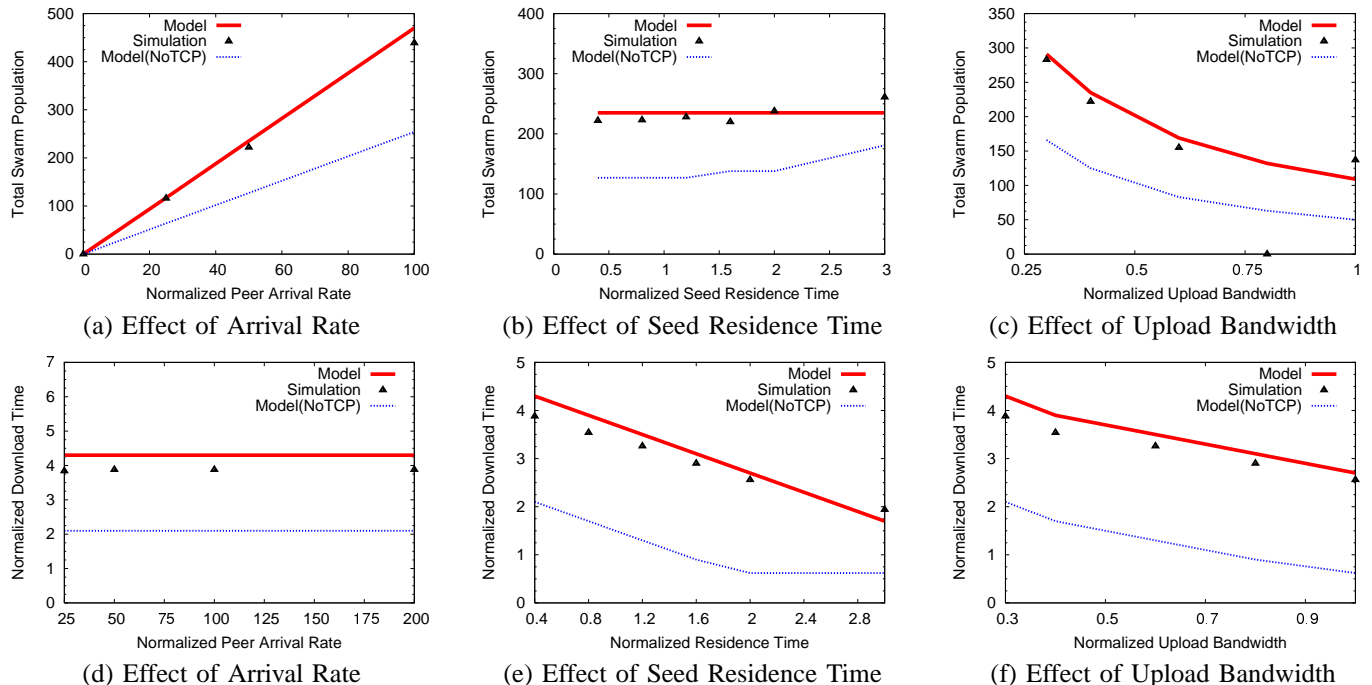 500
400
300
200
100
0
Total Swarm Population
Model
Simulation
Model(NoTCP)
0 20 40 60 80 100
Normalized Peer Arrival Rate
(a) Effect of Arrival Rate
400
300
200
100
0
Total Swarm Population
Model
Simulation
Model(NoTCP)
0 0.5 1 1.5 2 2.5 3
Normalized Seed Residence Time
(b) Effect of Seed Residence Time
350
300
250
200
150
100
50
0
Total Swarm Population
Model
Simulation
Model(NoTCP)
0.25 0.5 0.75 1
Normalized Upload Bandwidth
(c) Effect of Upload Bandwidth
7
6
5
4
3
2
1
0
Normalized Download Time
Model
Simulation
Model(NoTCP)
25 50 75 100 125 150 175 200
Normalized Peer Arrival Rate
(d) Effect of Arrival Rate
5
4
3
2
1
0
Normalized Download Time
Model
Simulation
Model(NoTCP)
0.4 0.8 1.2 1.6 2 2.4 2.8
Normalized Residence Time
(e) Effect of Seed Residence Time
5
4
3
2
1
0
Normalized Download Time
Model
Simulation
Model(NoTCP)
0.3 0.5 0.7 0.9
Normalized Upload Bandwidth
(f) Effect of Upload Bandwidth